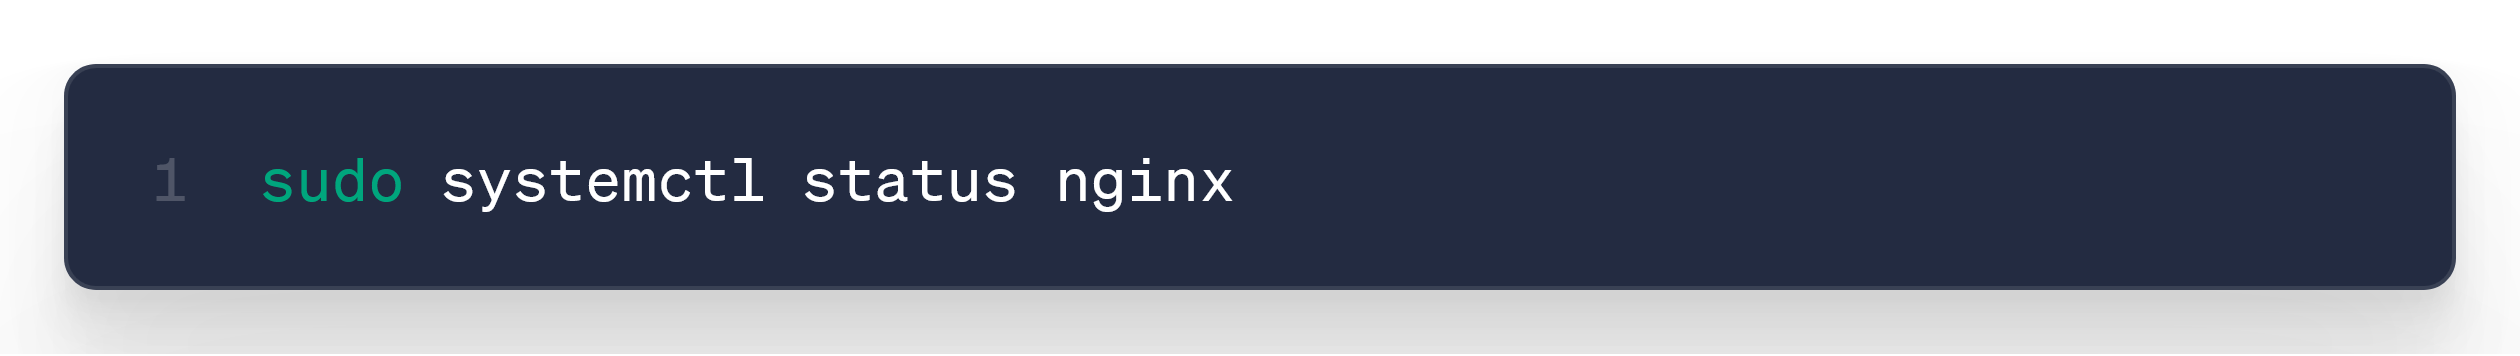 1 sudo systemctl status nginx